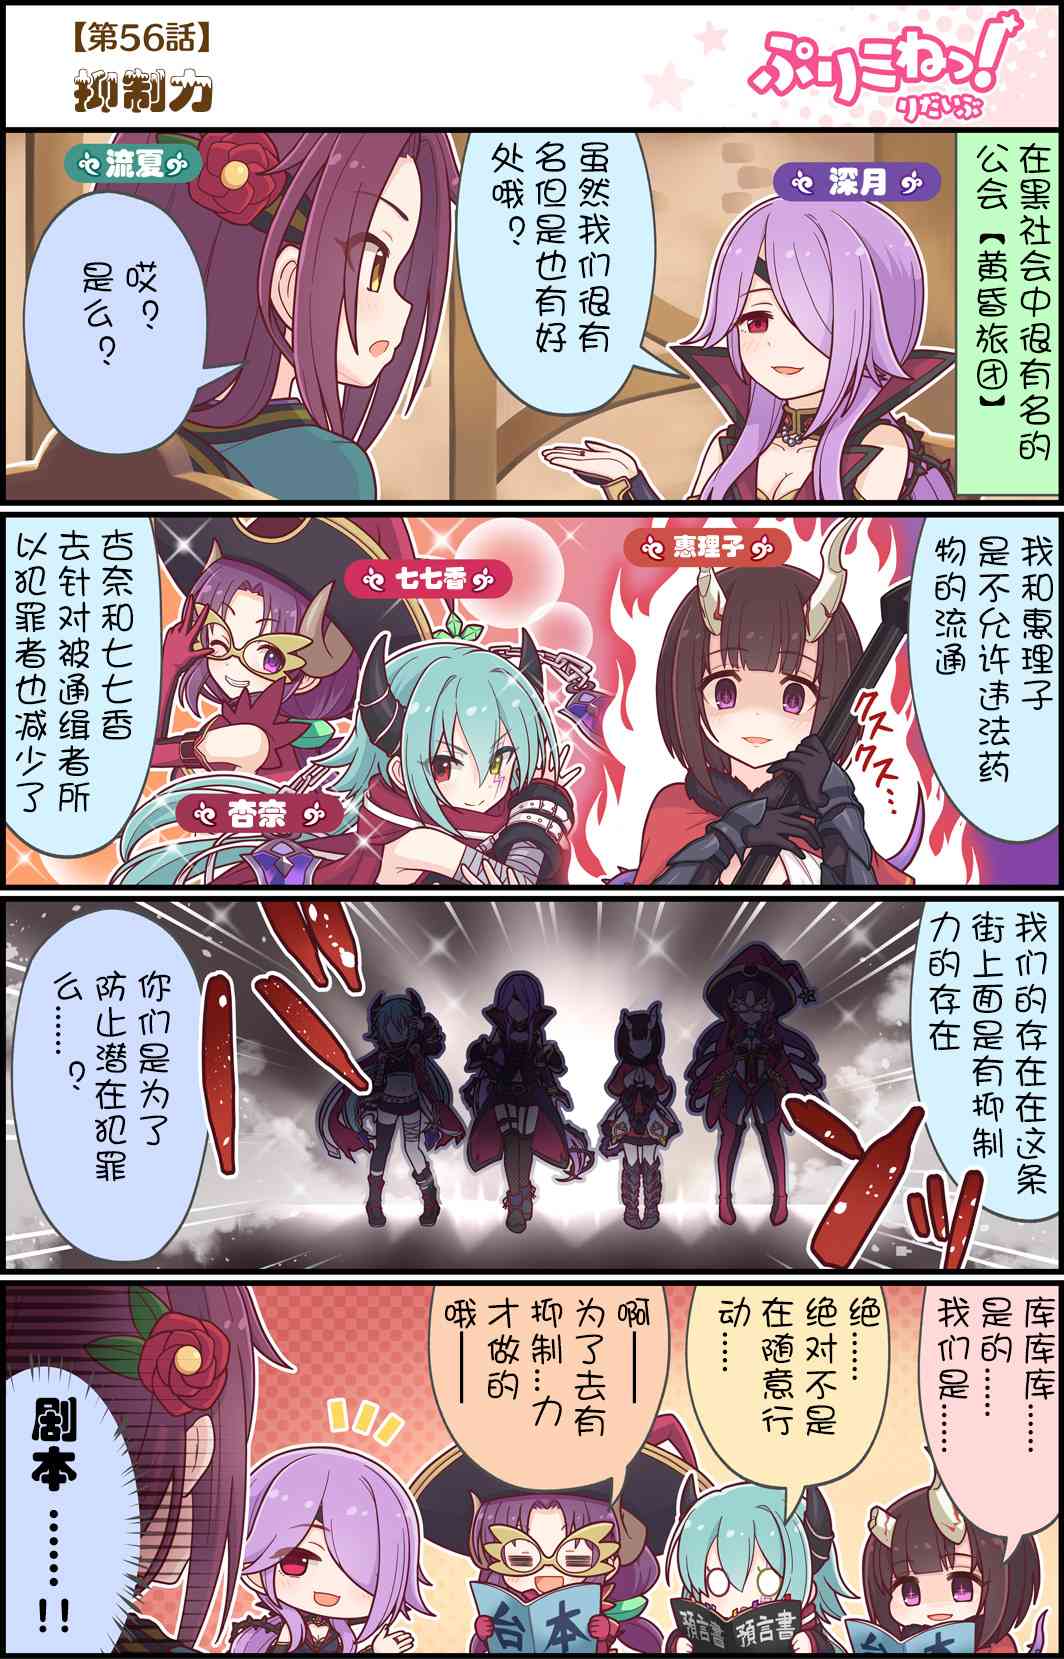 【第56話】
抑制力
ぷりこねっ!
りだいぶ
在黑社会中很有名的
公会【黄昏旅团】
深月
虽然我们很有
名但是也有好
处哦?
流夏
哎?
是么?
我和惠理子
是不允许违法药
物的流通
惠理子
クスクス…
七七香
杏奈
杏奈和七七香
去针对被通缉者所
以犯罪者也减少了
我们的存在在这条
街上面是有抑制
力的存在
你们是为了
防止潜在犯罪
么……?
库库库……
是的……
我们是……
绝……
绝对不是
在随意行
动……
啊——
为了去有
抑制…力
才做的
哦——
剧本………!!
台本
預言書
預言書
台本